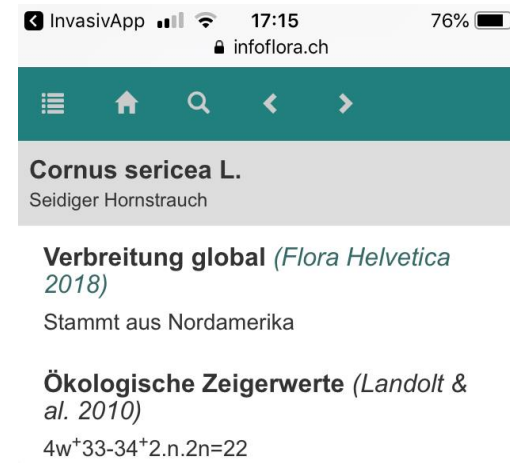 InvasivApp 17:15 76%
infoflora.ch
Cornus sericea L.
Seidiger Hornstrauch
Verbreitung global (Flora Helvetica
2018)
Stammt aus Nordamerika
Ökologische Zeigerwerte (Landolt &
al. 2010)
4w⁺33-34⁺2.n.2n=22